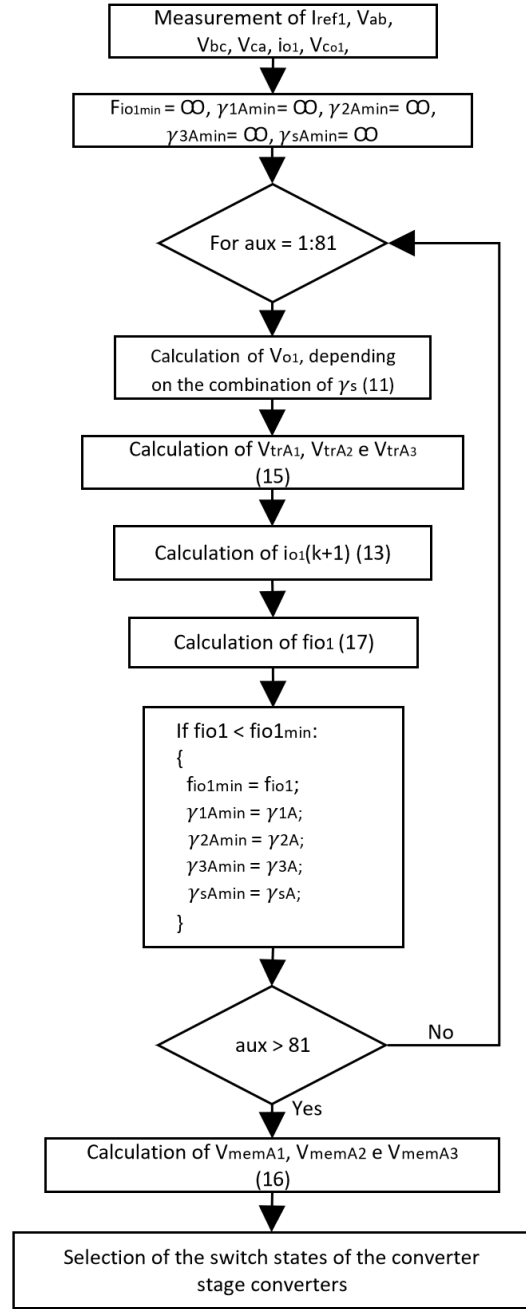 Measurement of Iref1, Vab,
Vbc, Vca, io1, Vco1,
Fio1min = ∞, γ1Amin= ∞, γ2Amin= ∞,
γ3Amin= ∞, γsAmin= ∞
For aux = 1:81
Calculation of Vo1, depending
on the combination of γs (11)
Calculation of VtrA1, VtrA2 e VtrA3
(15)
Calculation of io1(k+1) (13)
Calculation of fio1 (17)
If fio1 < fio1min:
{
fio1min = fio1;
γ1Amin = γ1A;
γ2Amin = γ2A;
γ3Amin = γ3A;
γsAmin = γsA;
}
aux > 81
No
Yes
Calculation of VmemA1, VmemA2 e VmemA3
(16)
Selection of the switch states of the converter
stage converters